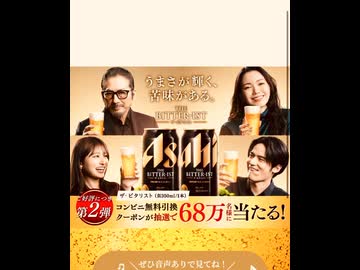 うまさが輝く、
苦味がある。
THE
BITTER-IST
Asahi
THE
BITTER-IST
ご好評につき
第2弾
ザ・ビタリスト(缶350ml/1本)
コンビニ無料引換
クーポンが抽選で
68万名様に
当たる!
♪
\ぜひ音声ありで見てね!/